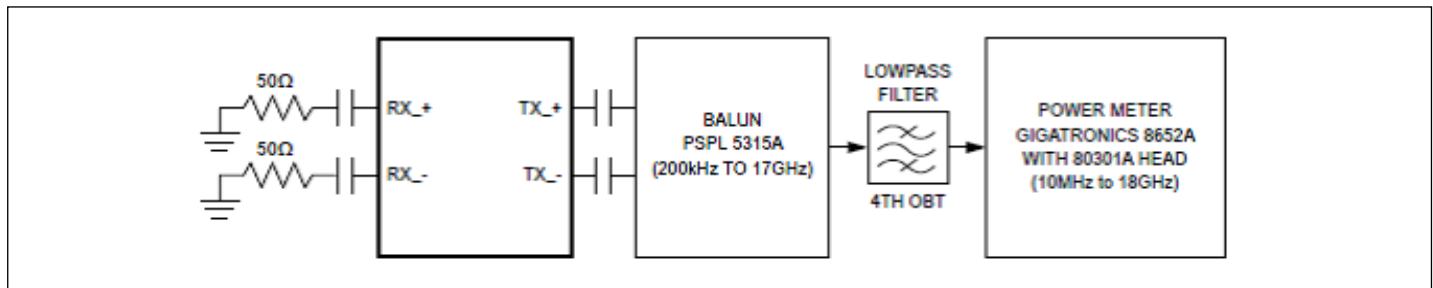 50Ω
RX_+
50Ω
RX_-
TX_+
TX_-
BALUN
PSPL 5315A
(200kHz TO 17GHz)
LOWPASS
FILTER
4TH OBT
POWER METER
GIGATRONICS 8652A
WITH 80301A HEAD
(10MHz to 18GHz)